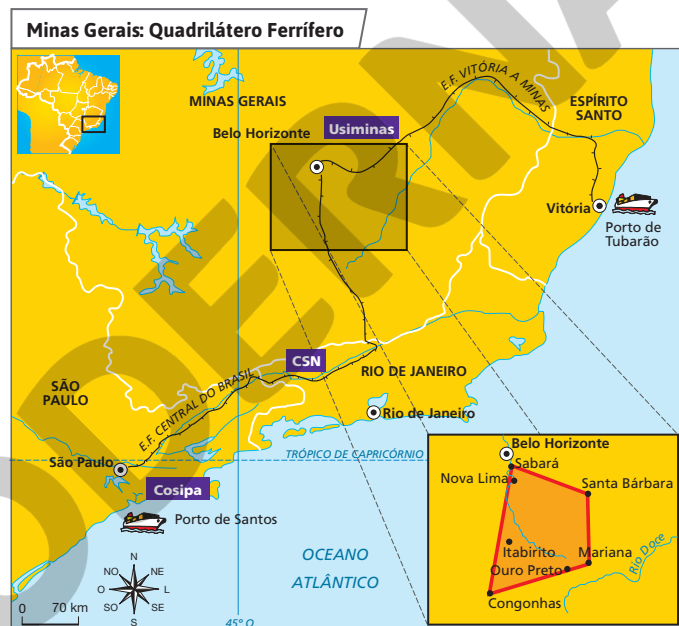 Minas Gerais: Quadrilátero Ferrífero
MINAS GERAIS
E.F. VITÓRIA A MINAS
ESPÍRITO
SANTO
Belo Horizonte
Usiminas
Vitória
Porto de
Tubarão
CSN
RIO DE JANEIRO
SÃO
PAULO
E.F. CENTRAL DO BRASIL
Rio de Janeiro
São Paulo
TRÓPICO DE CAPRICÓRNIO
Cosipa
Porto de Santos
Belo Horizonte
Sabará
Nova Lima
Santa Bárbara
Itabirito
Mariana
Ouro Preto
Rio Doce
Congonhas
OCEANO
ATLÂNTICO
N
NO
NE
O
L
SO
SE
S
0 70 km
45º O